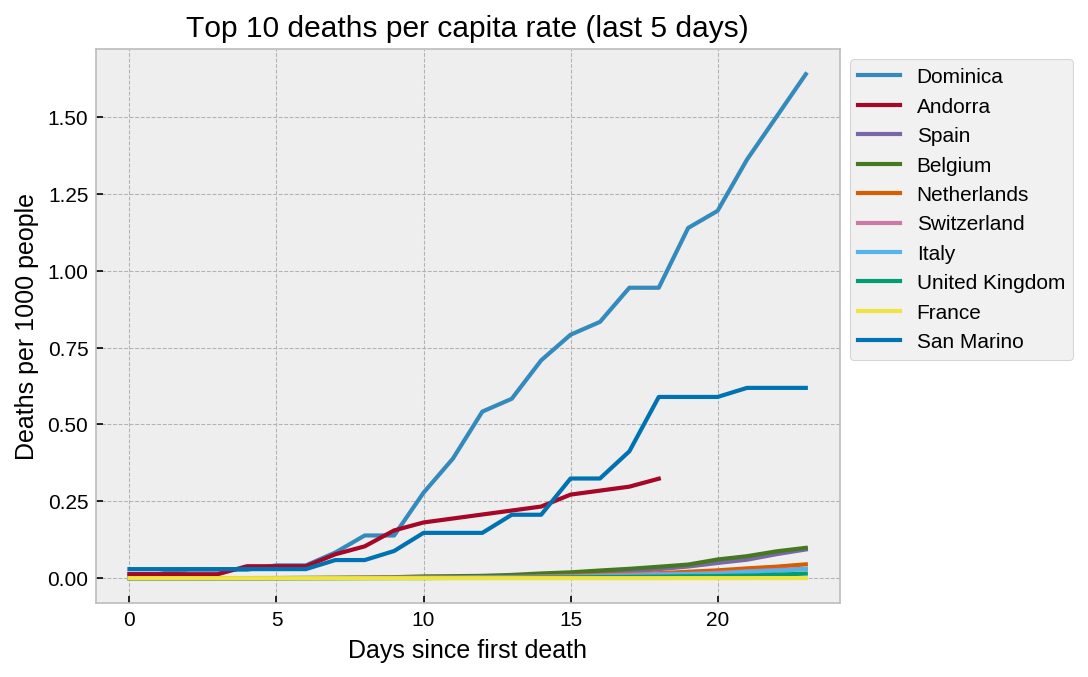 Top 10 deaths per capita rate (last 5 days)
Deaths per 1000 people
1.50
1.25
1.00
0.75
0.50
0.25
0.00
0
5
10
15
20
Days since first death
Dominica
Andorra
Spain
Belgium
Netherlands
Switzerland
Italy
United Kingdom
France
San Marino